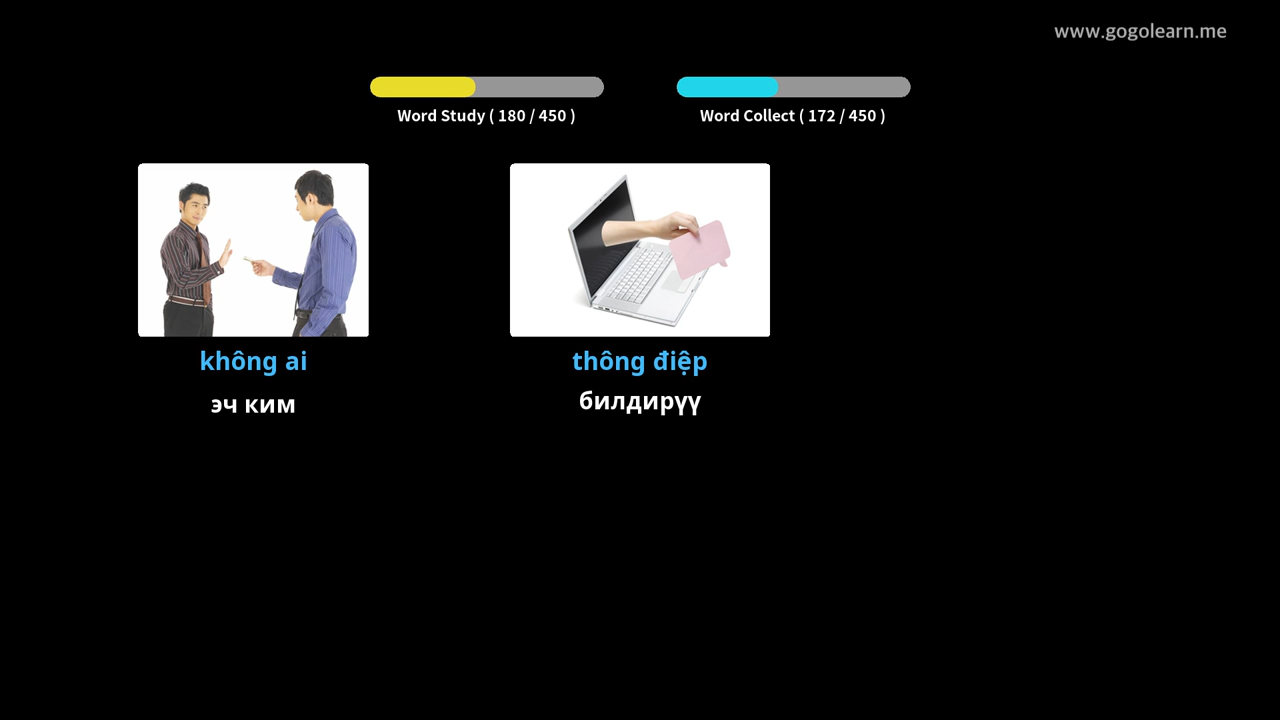 www.gogolearn.me
Word Study ( 180 / 450 )
Word Collect ( 172 / 450 )
không ai
эч ким
thông điệp
билдирүү